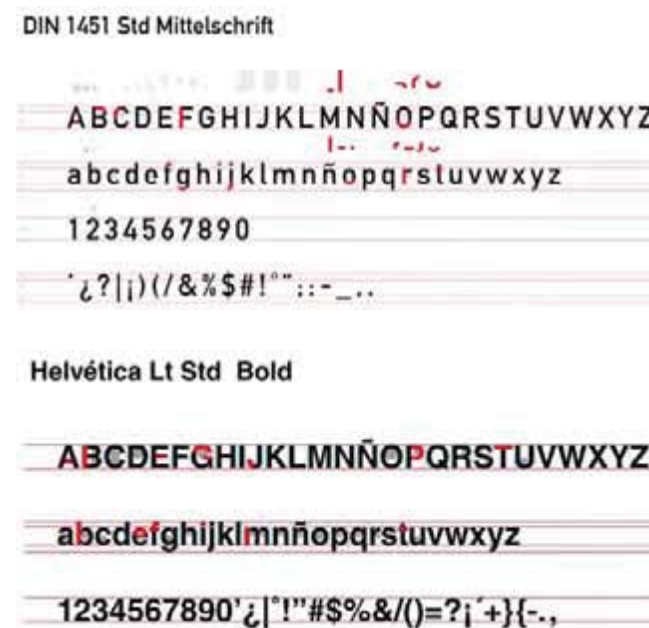 DIN 1451 Std Mittelschrift
ABCDEFGHIJKLMNÑOPQRSTUVWXYZ
abcdefghijklmnñopqrstuvwxyz
1234567890
´¿?|¡)(/&%$#!°¨;:-_.,
Helvética Lt Std Bold
ABCDEFGHIJKLMNÑOPQRSTUVWXYZ
abcdefghijklmnñopqrstuvwxyz
1234567890'¿|°!"#$%&/()=?¡´+}{-.,